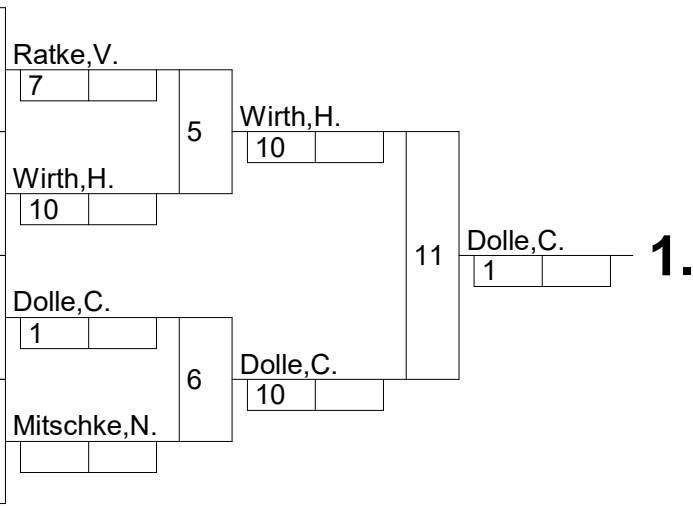 Ratke,V.
7
5
Wirth,H.
10
Wirth,H.
10
11
Dolle,C.
1
1.
Dolle,C.
1
6
Dolle,C.
10
Mitschke,N.